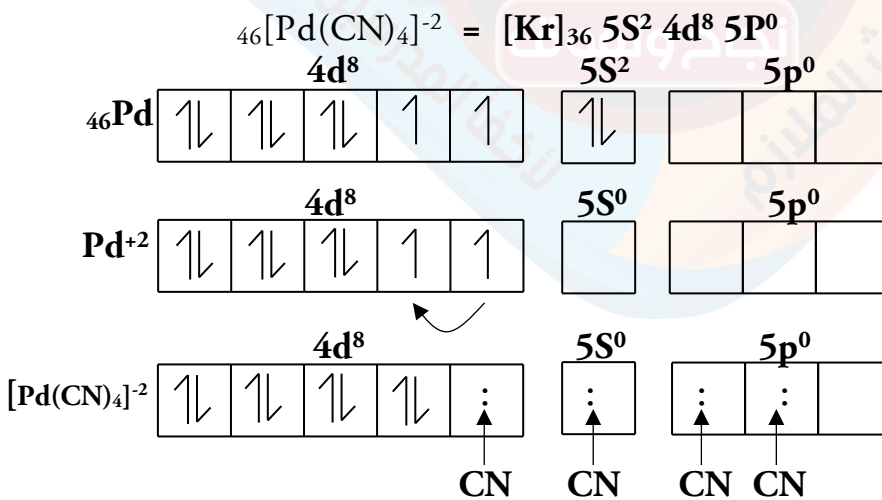 ₄₆[Pd(CN)₄]⁻² = [Kr]₃₆ 5S² 4d⁸ 5P⁰
4d⁸ 5S² 5p⁰
₄₆Pd
4d⁸ 5S⁰ 5p⁰
Pd⁺²
4d⁸ 5S⁰ 5p⁰
[Pd(CN)₄]⁻² : : : :
CN CN CN CN